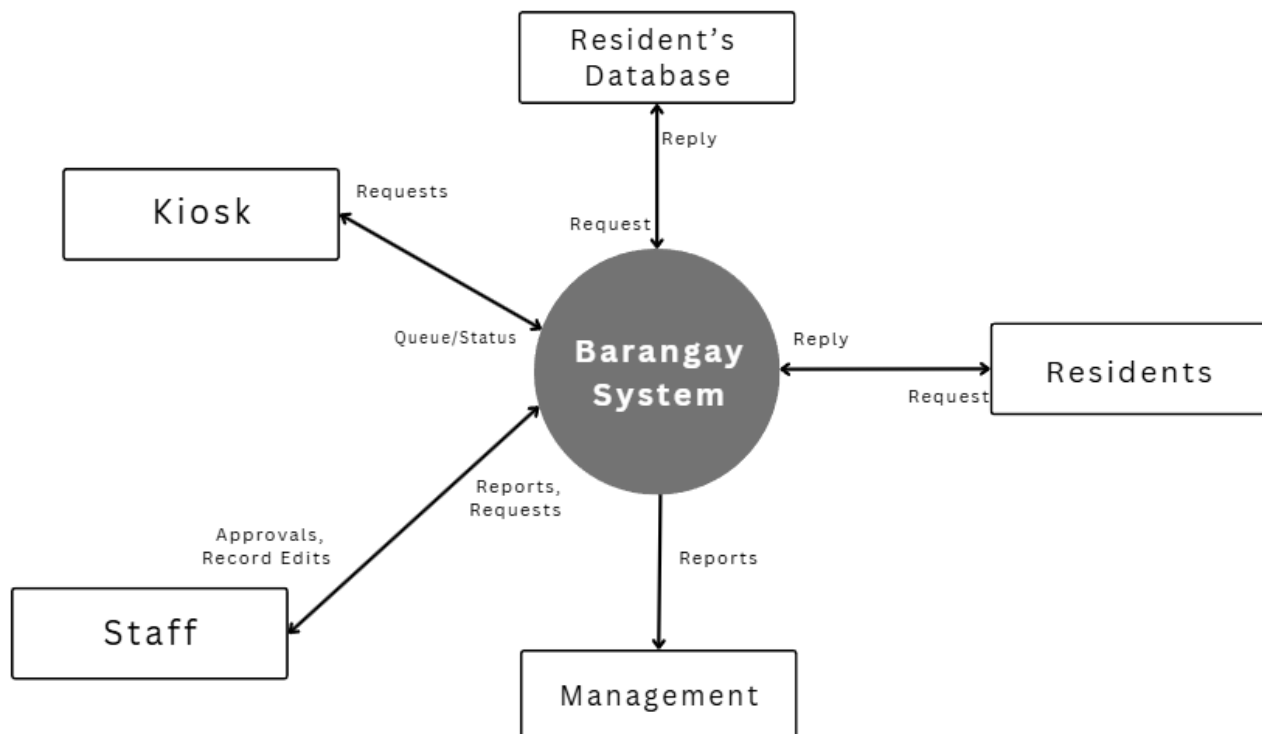 Resident’s
Database
Reply
Request
Kiosk
Requests
Queue/Status
Barangay
System
Reply
Request
Residents
Reports,
Requests
Approvals,
Record Edits
Staff
Reports
Management